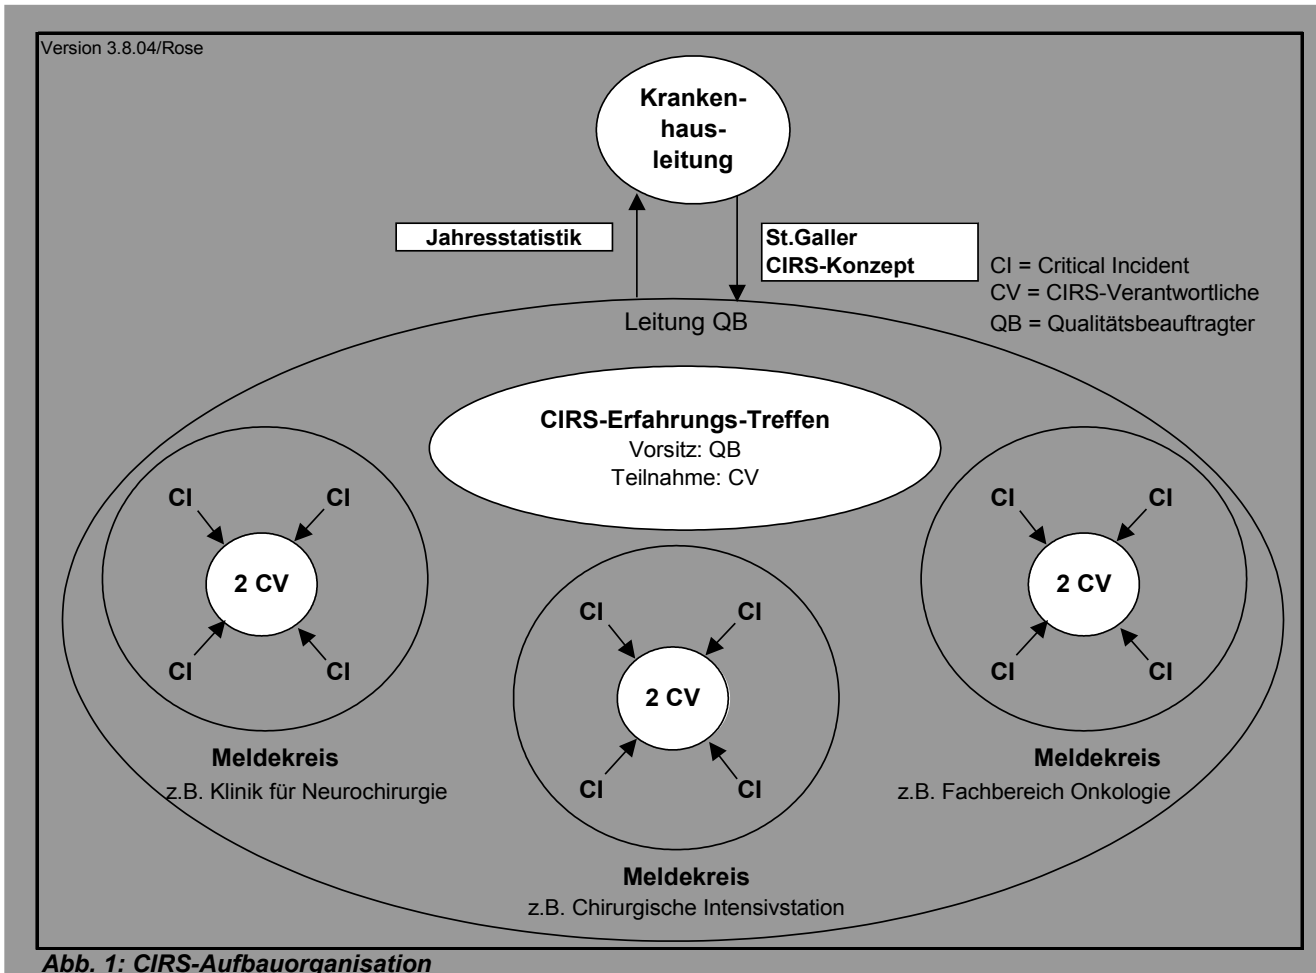 Version 3.8.04/Rose
Kranken-
haus-
leitung
Jahresstatistik
St.Galler
CIRS-Konzept
CI = Critical Incident
CV = CIRS-Verantwortliche
QB = Qualitätsbeauftragter
Leitung QB
CIRS-Erfahrungs-Treffen
Vorsitz: QB
Teilnahme: CV
CI
CI
2 CV
CI
CI
Meldekreis
z.B. Klinik für Neurochirurgie
CI
CI
2 CV
CI
CI
Meldekreis
z.B. Chirurgische Intensivstation
CI
CI
2 CV
CI
CI
Meldekreis
z.B. Fachbereich Onkologie
Abb. 1: CIRS-Aufbauorganisation